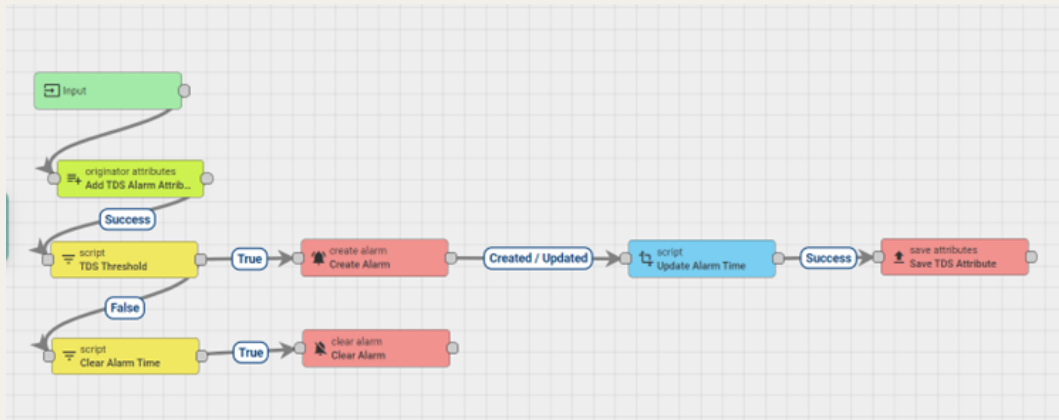 Input
originator attributes
Add TDS Alarm Attrib...
Success
script
TDS Threshold
True
create alarm
Create Alarm
Created / Updated
script
Update Alarm Time
Success
save attributes
Save TDS Attribute
False
script
Clear Alarm Time
True
clear alarm
Clear Alarm